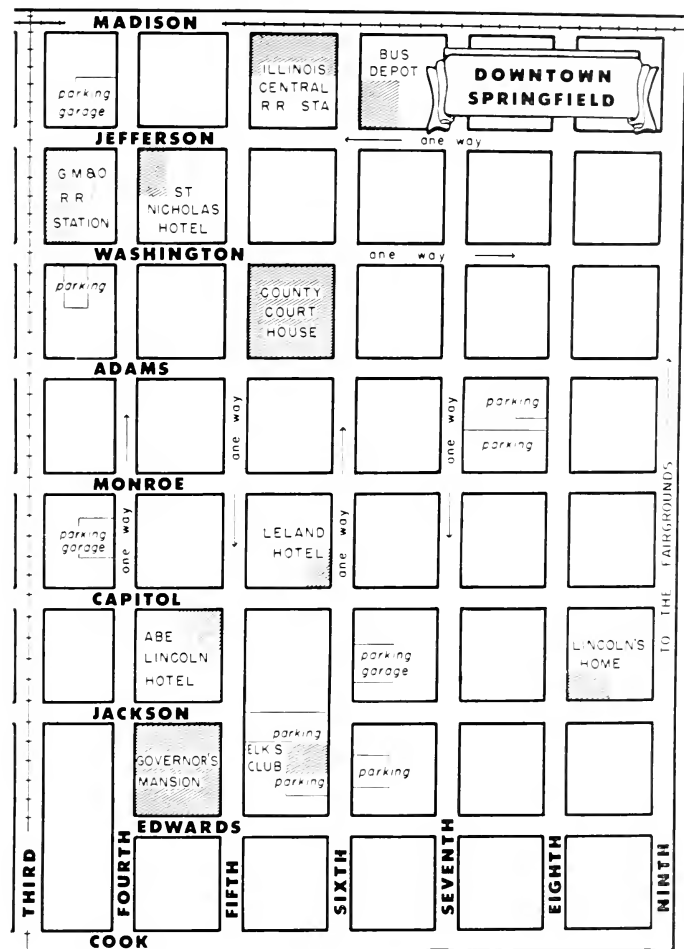 MADISON
parking
garage
ILLINOIS
CENTRAL
R R STA
BUS
DEPOT
DOWNTOWN
SPRINGFIELD
JEFFERSON
one way
G M & O
R R
STATION
ST
NICHOLAS
HOTEL
WASHINGTON
one way
parking
COUNTY
COURT
HOUSE
ADAMS
one way
one way
parking
parking
MONROE
parking
garage
one way
LELAND
HOTEL
one way
TO THE FAIRGROUNDS
CAPITOL
ABE
LINCOLN
HOTEL
parking
garage
LINCOLN'S
HOME
JACKSON
GOVERNOR'S
MANSION
parking
ELKS
CLUB
parking
parking
EDWARDS
THIRD
FOURTH
FIFTH
SIXTH
SEVENTH
EIGHTH
NINTH
COOK